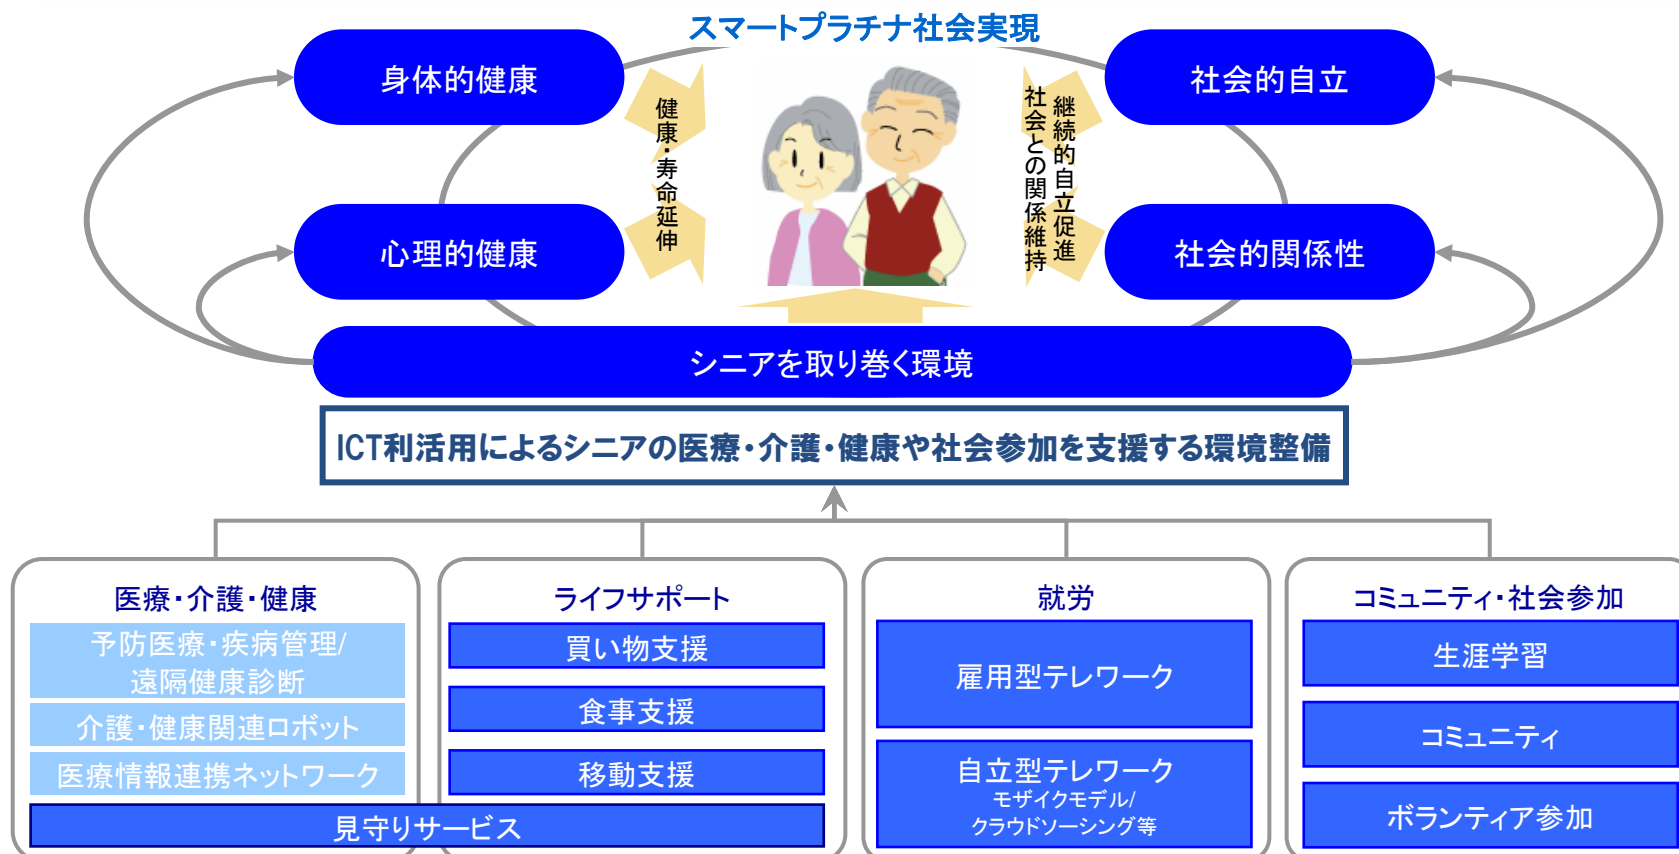 スマートプラチナ社会実現
身体的健康
社会的自立
健康・寿命延伸
継続的自立促進
社会との関係維持
心理的健康
社会的関係性
シニアを取り巻く環境
ICT利活用によるシニアの医療・介護・健康や社会参加を支援する環境整備
医療・介護・健康
予防医療・疾病管理/
遠隔健康診断
介護・健康関連ロボット
医療情報連携ネットワーク
見守りサービス
ライフサポート
買い物支援
食事支援
移動支援
就労
雇用型テレワーク
自立型テレワーク
モザイクモデル/
クラウドソーシング等
コミュニティ・社会参加
生涯学習
コミュニティ
ボランティア参加